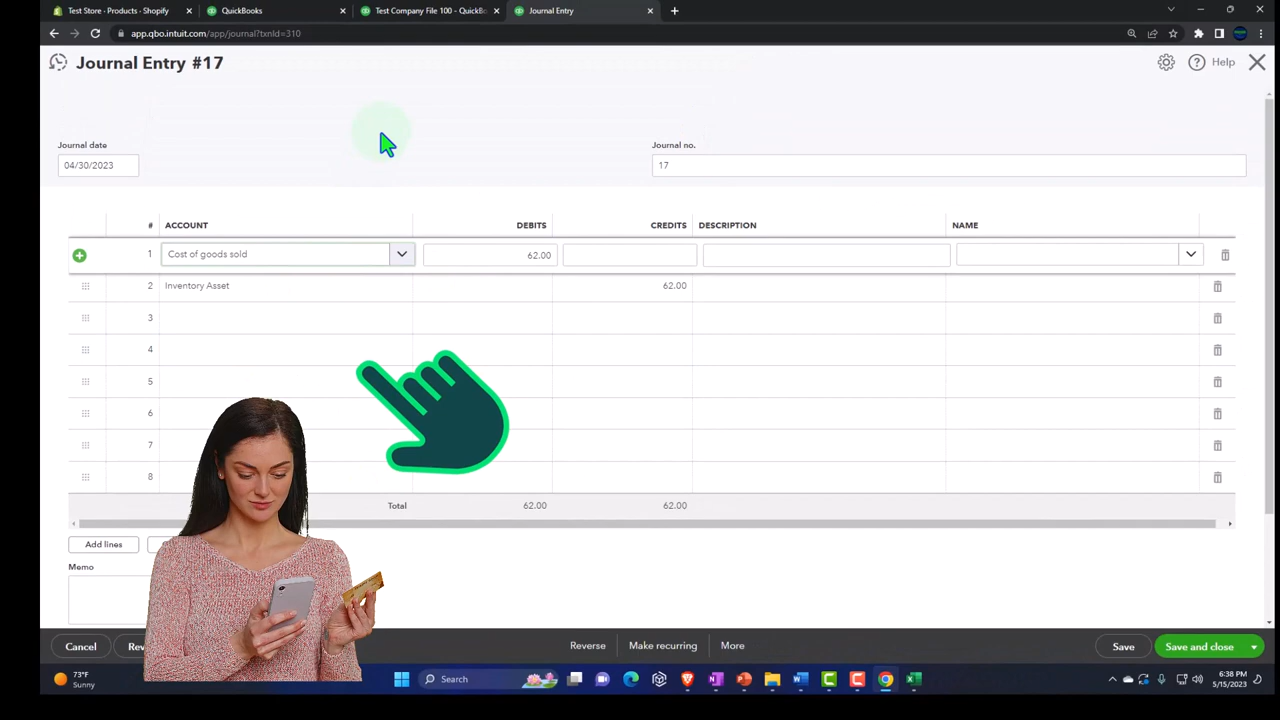 Test Store - Products - Shopify
QuickBooks
Test Company File 100 - QuickBo
Journal Entry
app.qbo.intuit.com/app/journal?txnId=310
Journal Entry #17
Help
Journal date
04/30/2023
Journal no.
17
# ACCOUNT DEBITS CREDITS DESCRIPTION NAME
1 Cost of goods sold 62.00
2 Inventory Asset 62.00
3
4
5
6
7
8
Total 62.00 62.00
Add lines
Memo
Cancel
Rev
Reverse
Make recurring
More
Save
Save and close
73°F
Sunny
Search
6:38 PM
5/15/2023